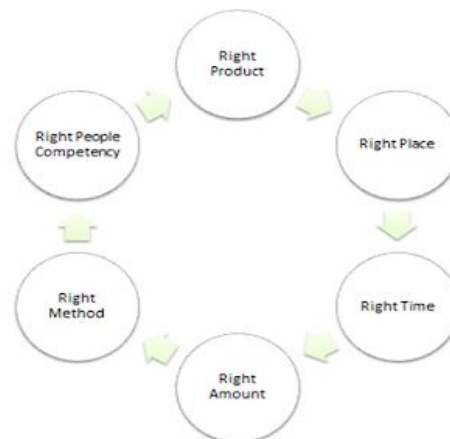 Right
Product
Right Place
Right Time
Right
Amount
Right
Method
Right People
Competency